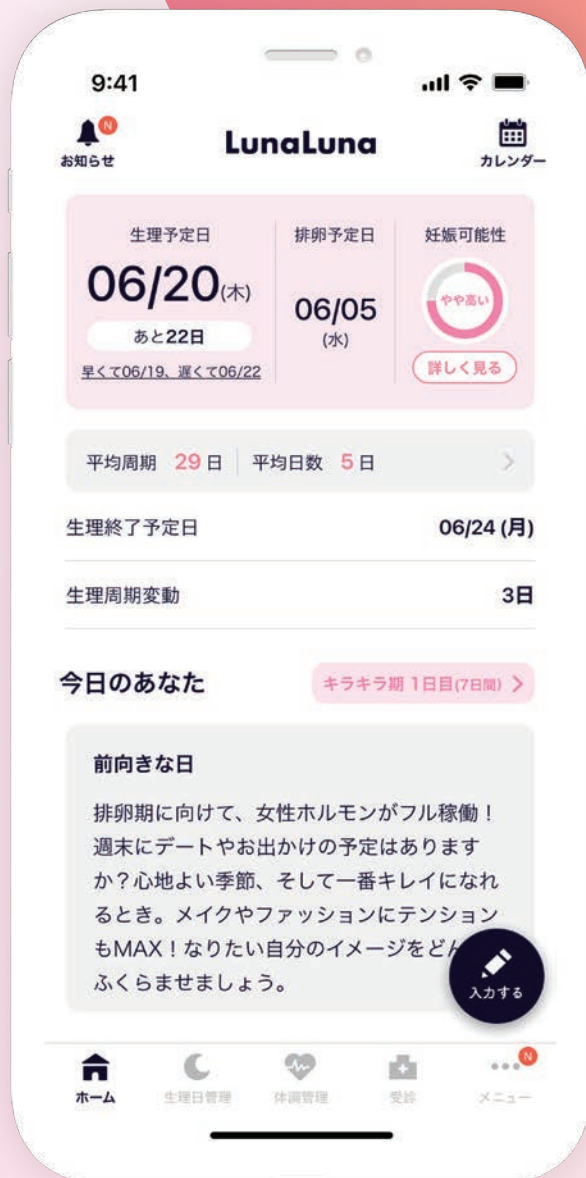 9:41
N
お知らせ
LunaLuna
カレンダー
生理予定日
06/20(木)
あと22日
早くて06/19、遅くて06/22
排卵予定日
06/05
(水)
妊娠可能性
やや高い
詳しく見る
平均周期 29日 平均日数 5日
生理終了予定日 06/24 (月)
生理周期変動 3日
今日のあなた
キラキラ期 1日目(7日間)
前向きな日
排卵期に向けて、女性ホルモンがフル稼働！
週末にデートやお出かけの予定はあります
か？心地よい季節、そして一番キレイになれ
るとき。メイクやファッションにテンション
もMAX！なりたい自分のイメージをどん
ふくらませましょう。
入力する
ホーム
生理日管理
体調管理
受診
N
メニュー